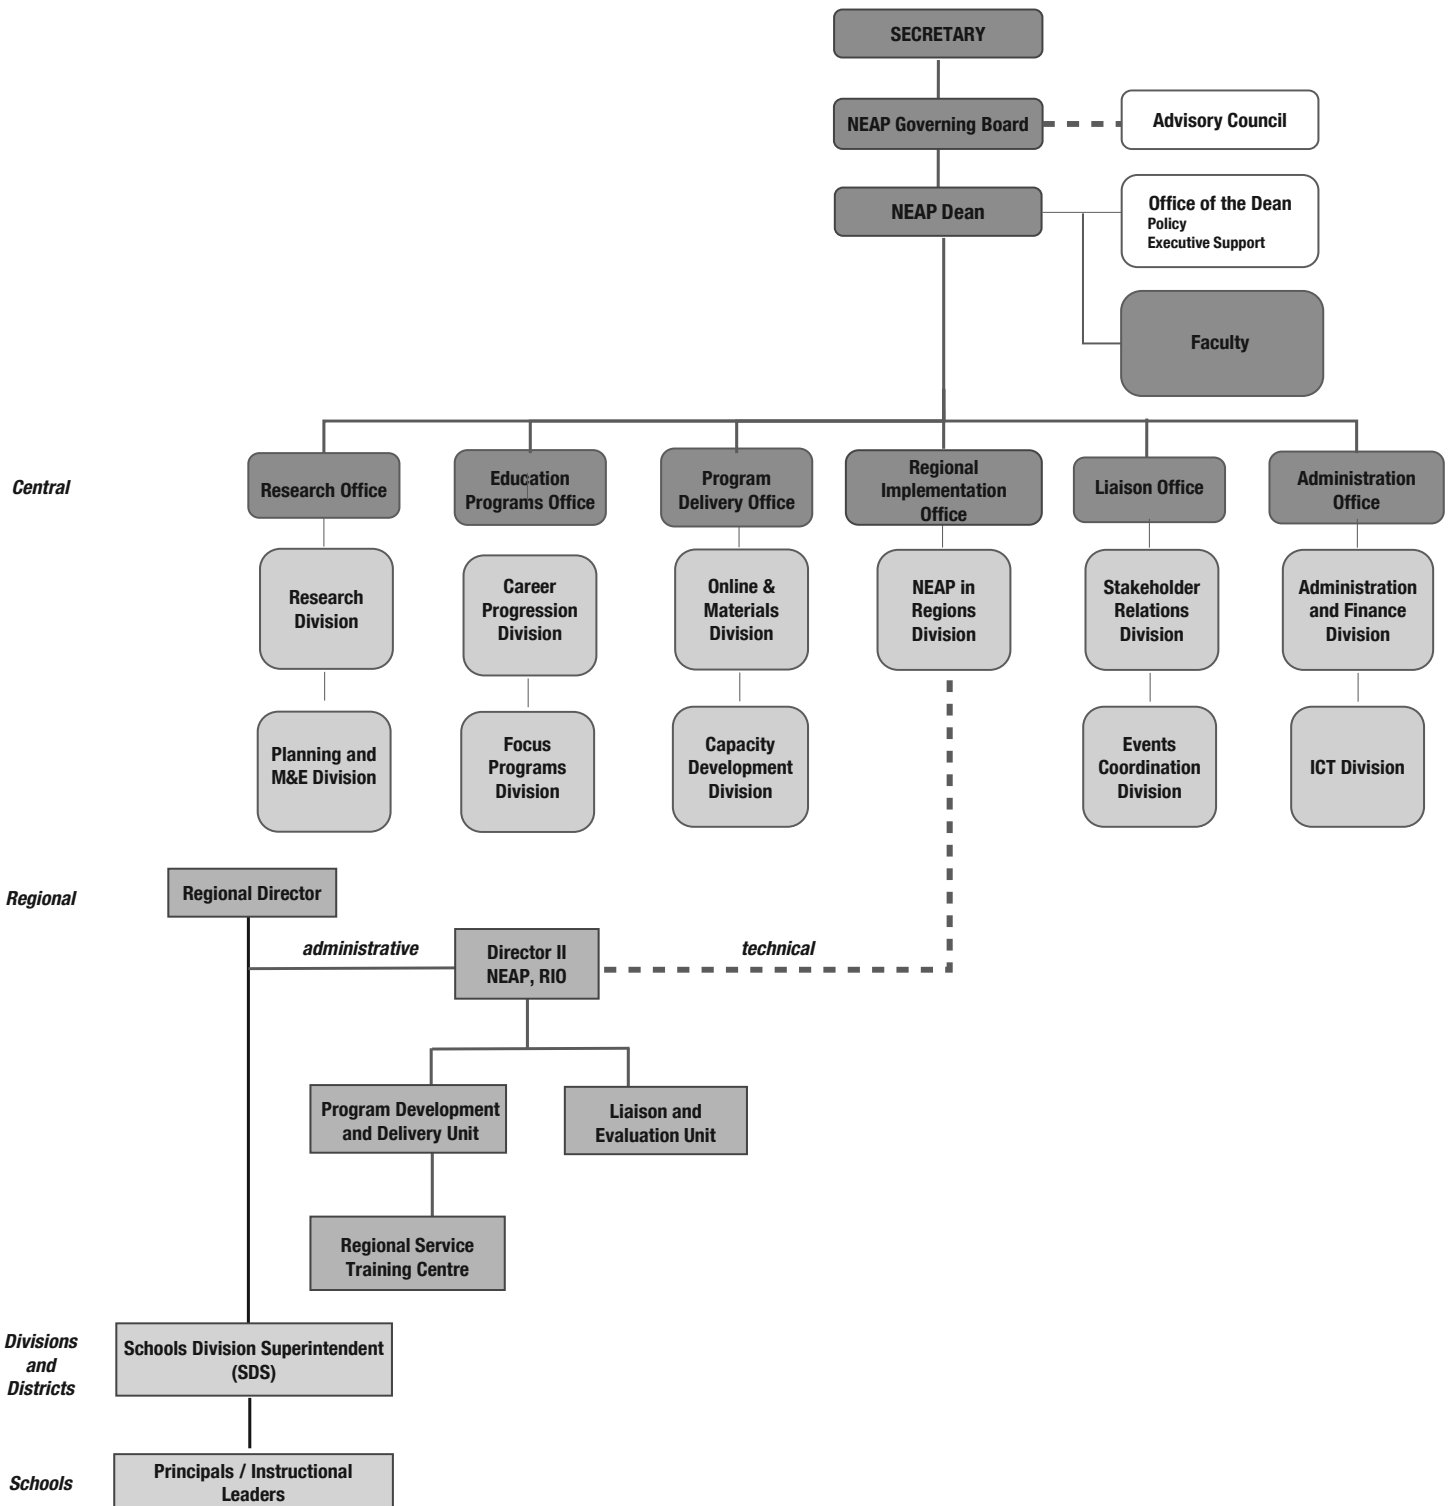 SECRETARY
NEAP Governing Board
Advisory Council
NEAP Dean
Office of the Dean
Policy
Executive Support
Faculty
Central
Research Office
Education
Programs Office
Program
Delivery Office
Regional
Implementation
Office
Liaison Office
Administration
Office
Research
Division
Career
Progression
Division
Online &
Materials
Division
NEAP in
Regions
Division
Stakeholder
Relations
Division
Administration
and Finance
Division
Planning and
M&E Division
Focus
Programs
Division
Capacity
Development
Division
Events
Coordination
Division
ICT Division
Regional
Regional Director
administrative
Director II
NEAP, RIO
technical
Program Development
and Delivery Unit
Liaison and
Evaluation Unit
Regional Service
Training Centre
Divisions
and
Districts
Schools Division Superintendent
(SDS)
Schools
Principals / Instructional
Leaders